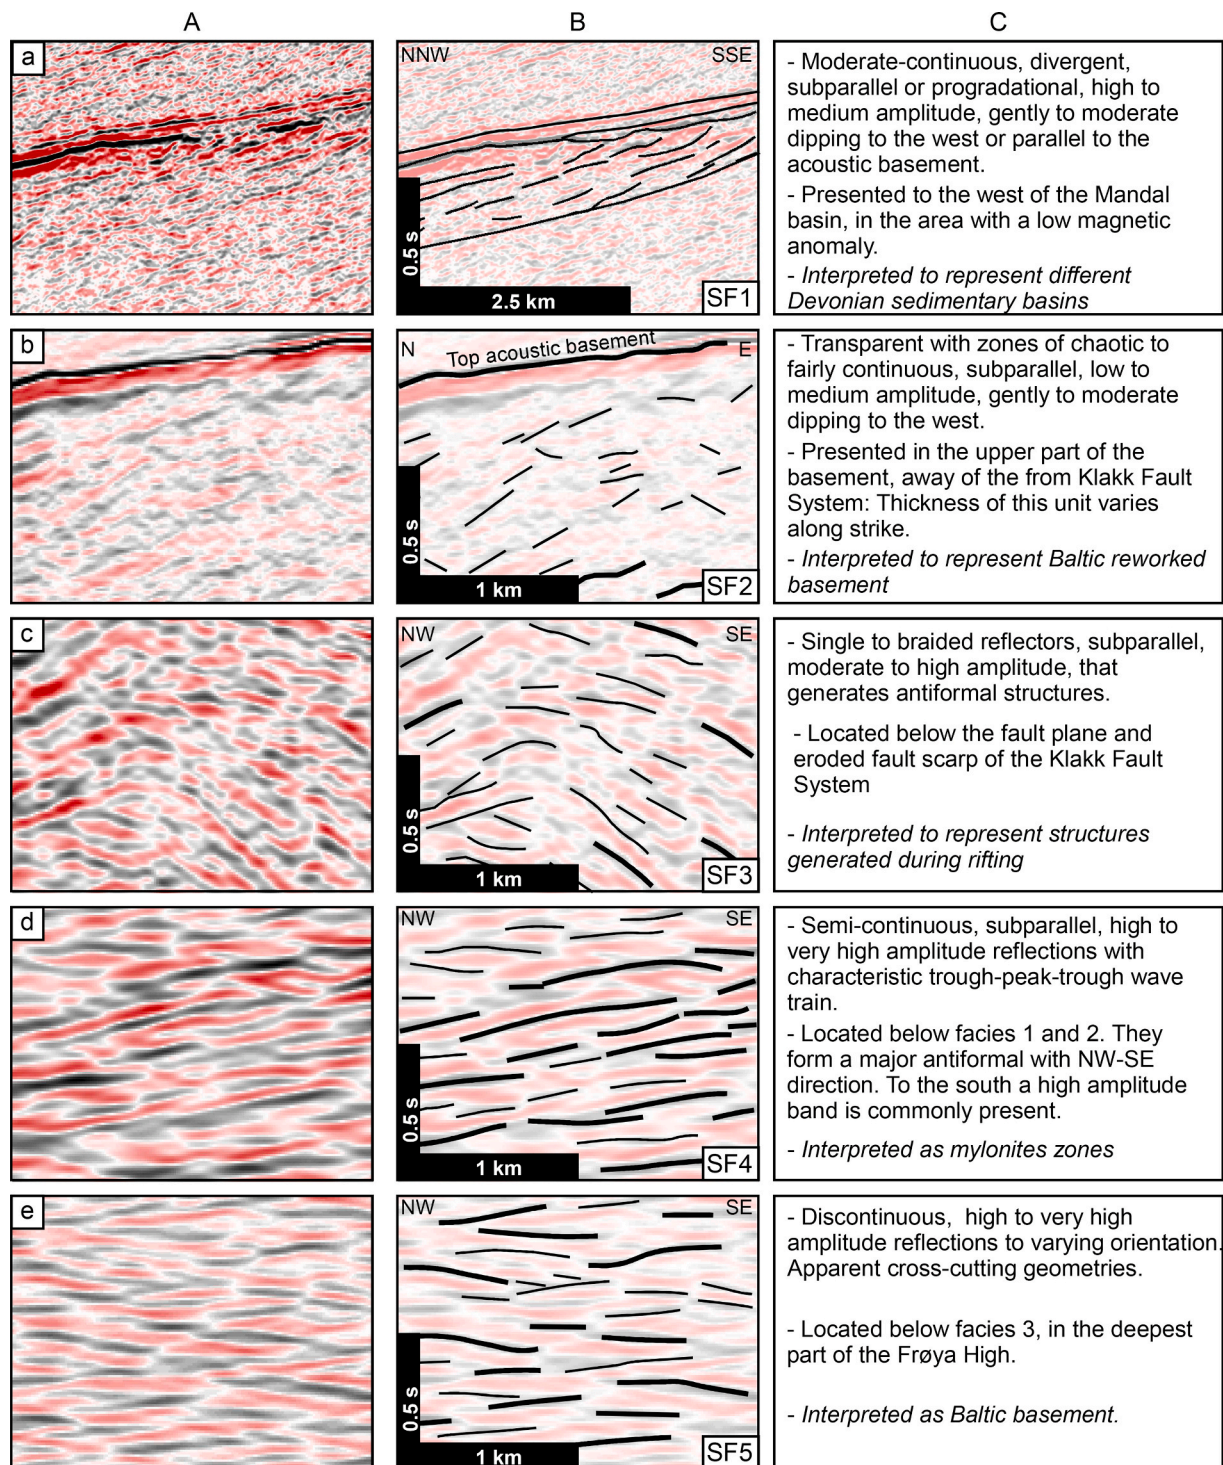 A
B
C
a
NNW
SSE
0.5 s
2.5 km
SF1
- Moderate-continuous, divergent,
subparallel or progradational, high to
medium amplitude, gently to moderate
dipping to the west or parallel to the
acoustic basement.
- Presented to the west of the Mandal
basin, in the area with a low magnetic
anomaly.
- Interpreted to represent different
Devonian sedimentary basins
b
N
Top acoustic basement
E
0.5 s
1 km
SF2
- Transparent with zones of chaotic to
fairly continuous, subparallel, low to
medium amplitude, gently to moderate
dipping to the west.
- Presented in the upper part of the
basement, away of the from Klakk Fault
System: Thickness of this unit varies
along strike.
- Interpreted to represent Baltic reworked
basement
c
NW
SE
0.5 s
1 km
SF3
- Single to braided reflectors, subparallel,
moderate to high amplitude, that
generates antiformal structures.
- Located below the fault plane and
eroded fault scarp of the Klakk Fault
System
- Interpreted to represent structures
generated during rifting
d
NW
SE
0.5 s
1 km
SF4
- Semi-continuous, subparallel, high to
very high amplitude reflections with
characteristic trough-peak-trough wave
train.
- Located below facies 1 and 2. They
form a major antiformal with NW-SE
direction. To the south a high amplitude
band is commonly present.
- Interpreted as mylonites zones
e
NW
SE
0.5 s
1 km
SF5
- Discontinuous, high to very high
amplitude reflections to varying orientation.
Apparent cross-cutting geometries.
- Located below facies 3, in the deepest
part of the Frøya High.
- Interpreted as Baltic basement.